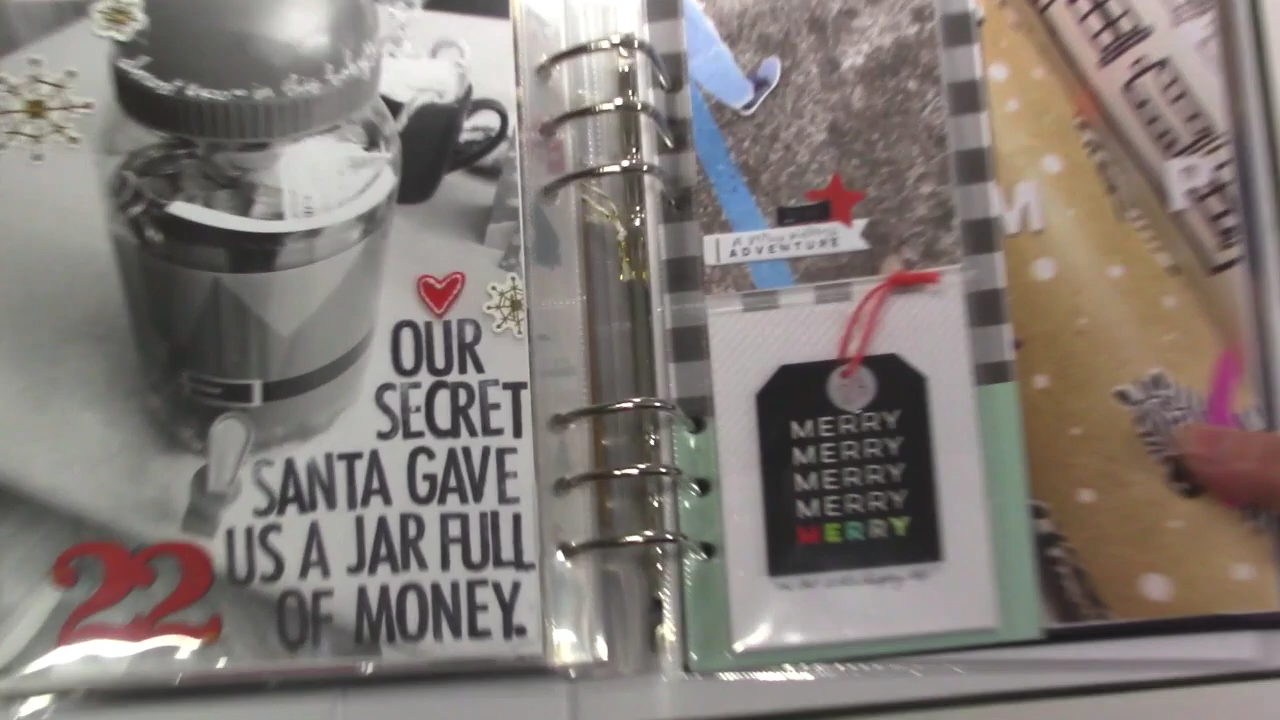 OUR
SECRET
SANTA GAVE
US A JAR FULL
OF MONEY.
22
ADVENTURE
MERRY
MERRY
MERRY
MERRY
MERRY
M